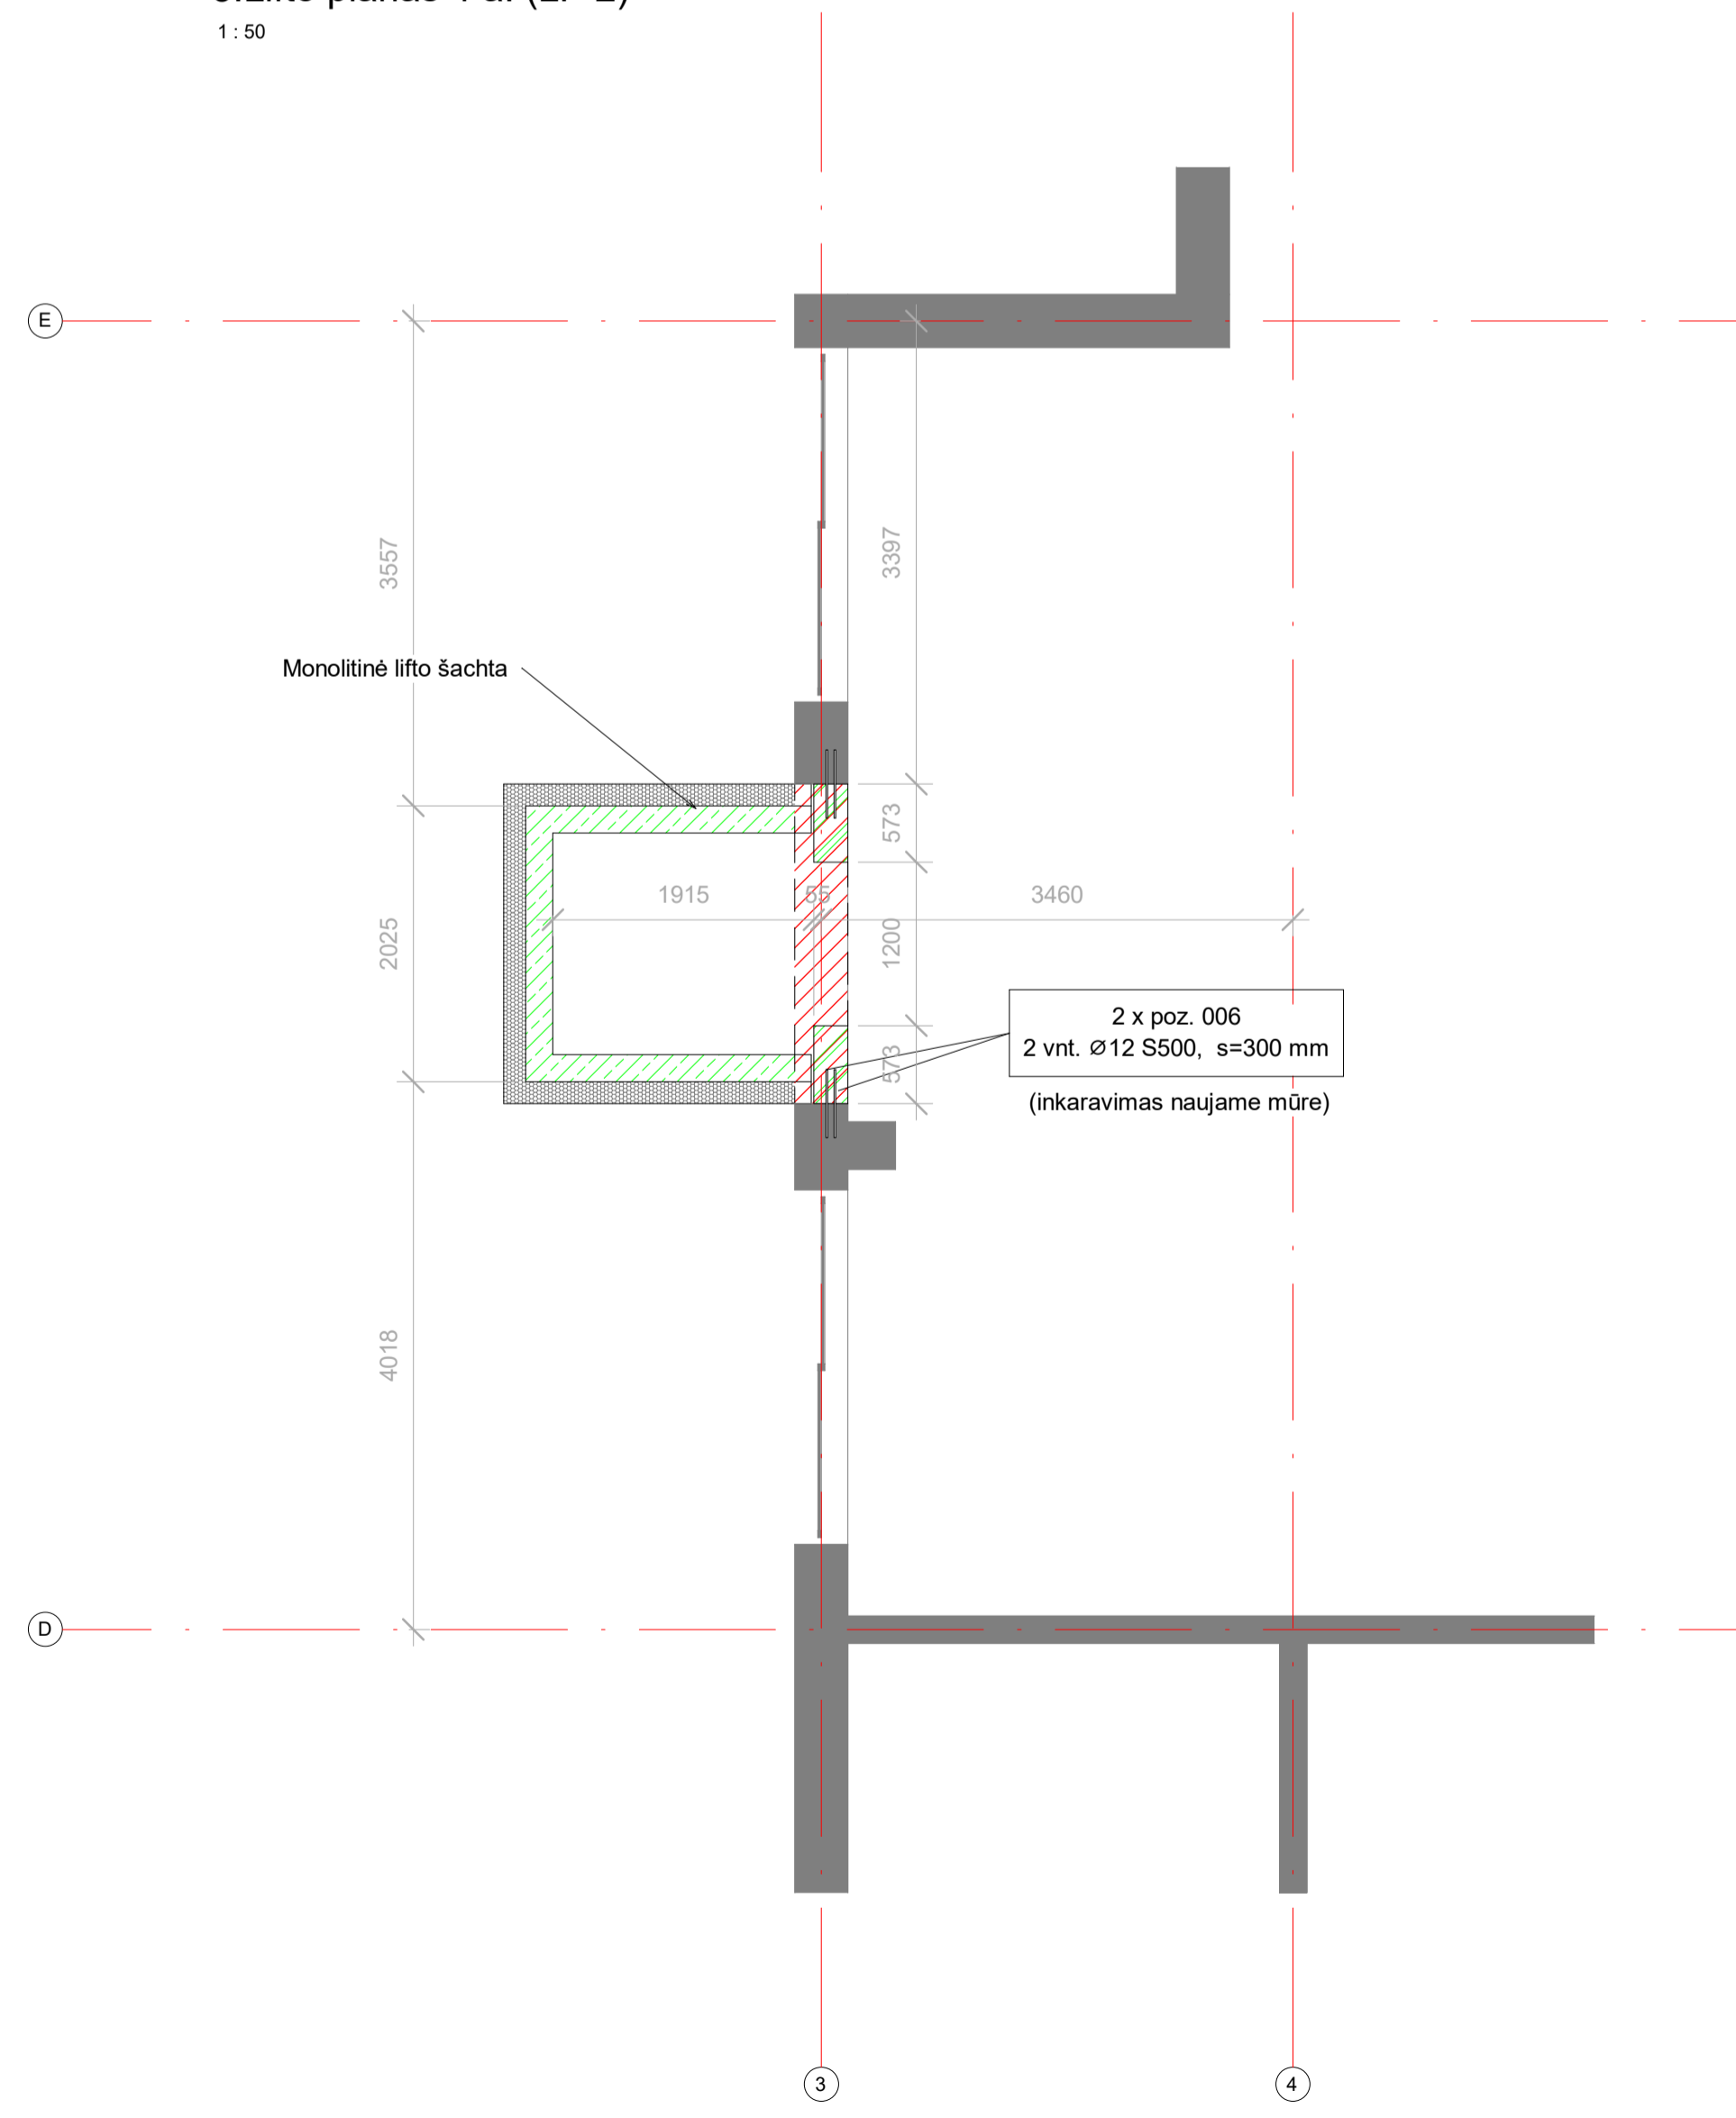 1 : 50
E
3557
3397
Monolitinė lifto šachta
573
1915
55
3460
2025
1200
2 x poz. 006
2 vnt. ∅12 S500, s=300 mm
573
(inkaravimas naujame mūre)
4018
D
3
4